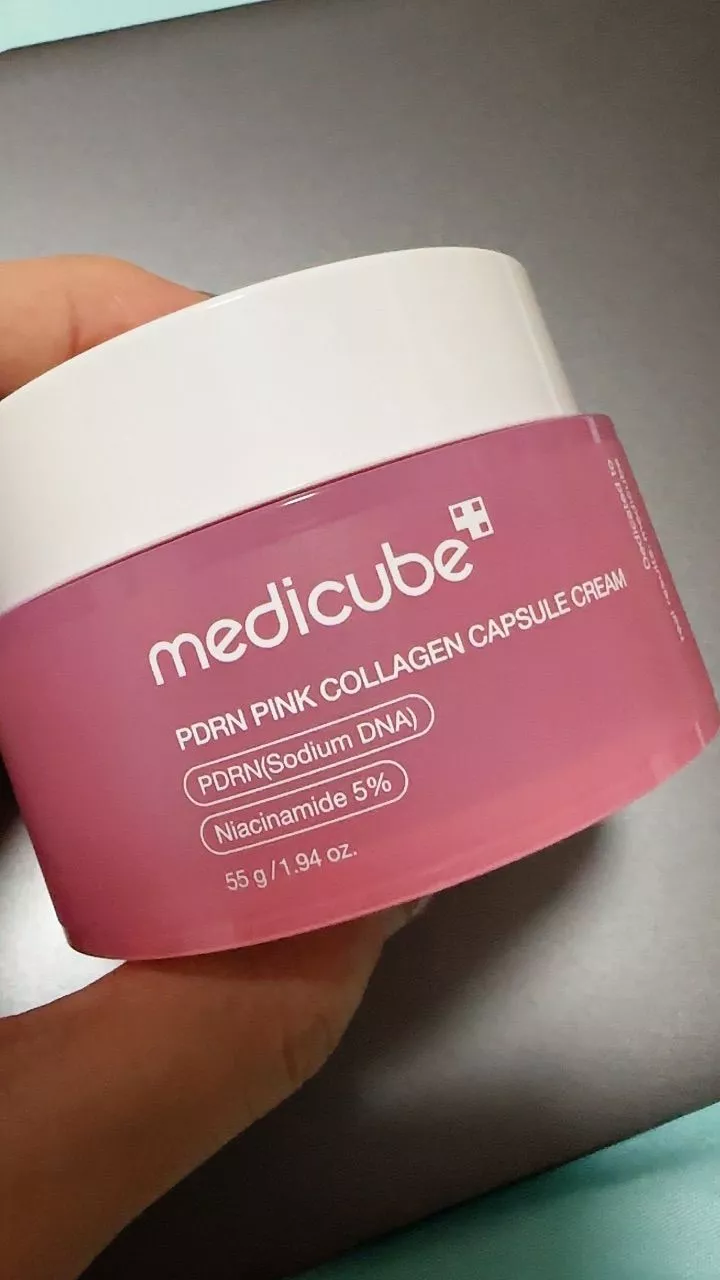 medicube
PDRN PINK COLLAGEN CAPSULE CREAM
PDRN(Sodium DNA)
Niacinamide 5%
55 g / 1.94 oz.